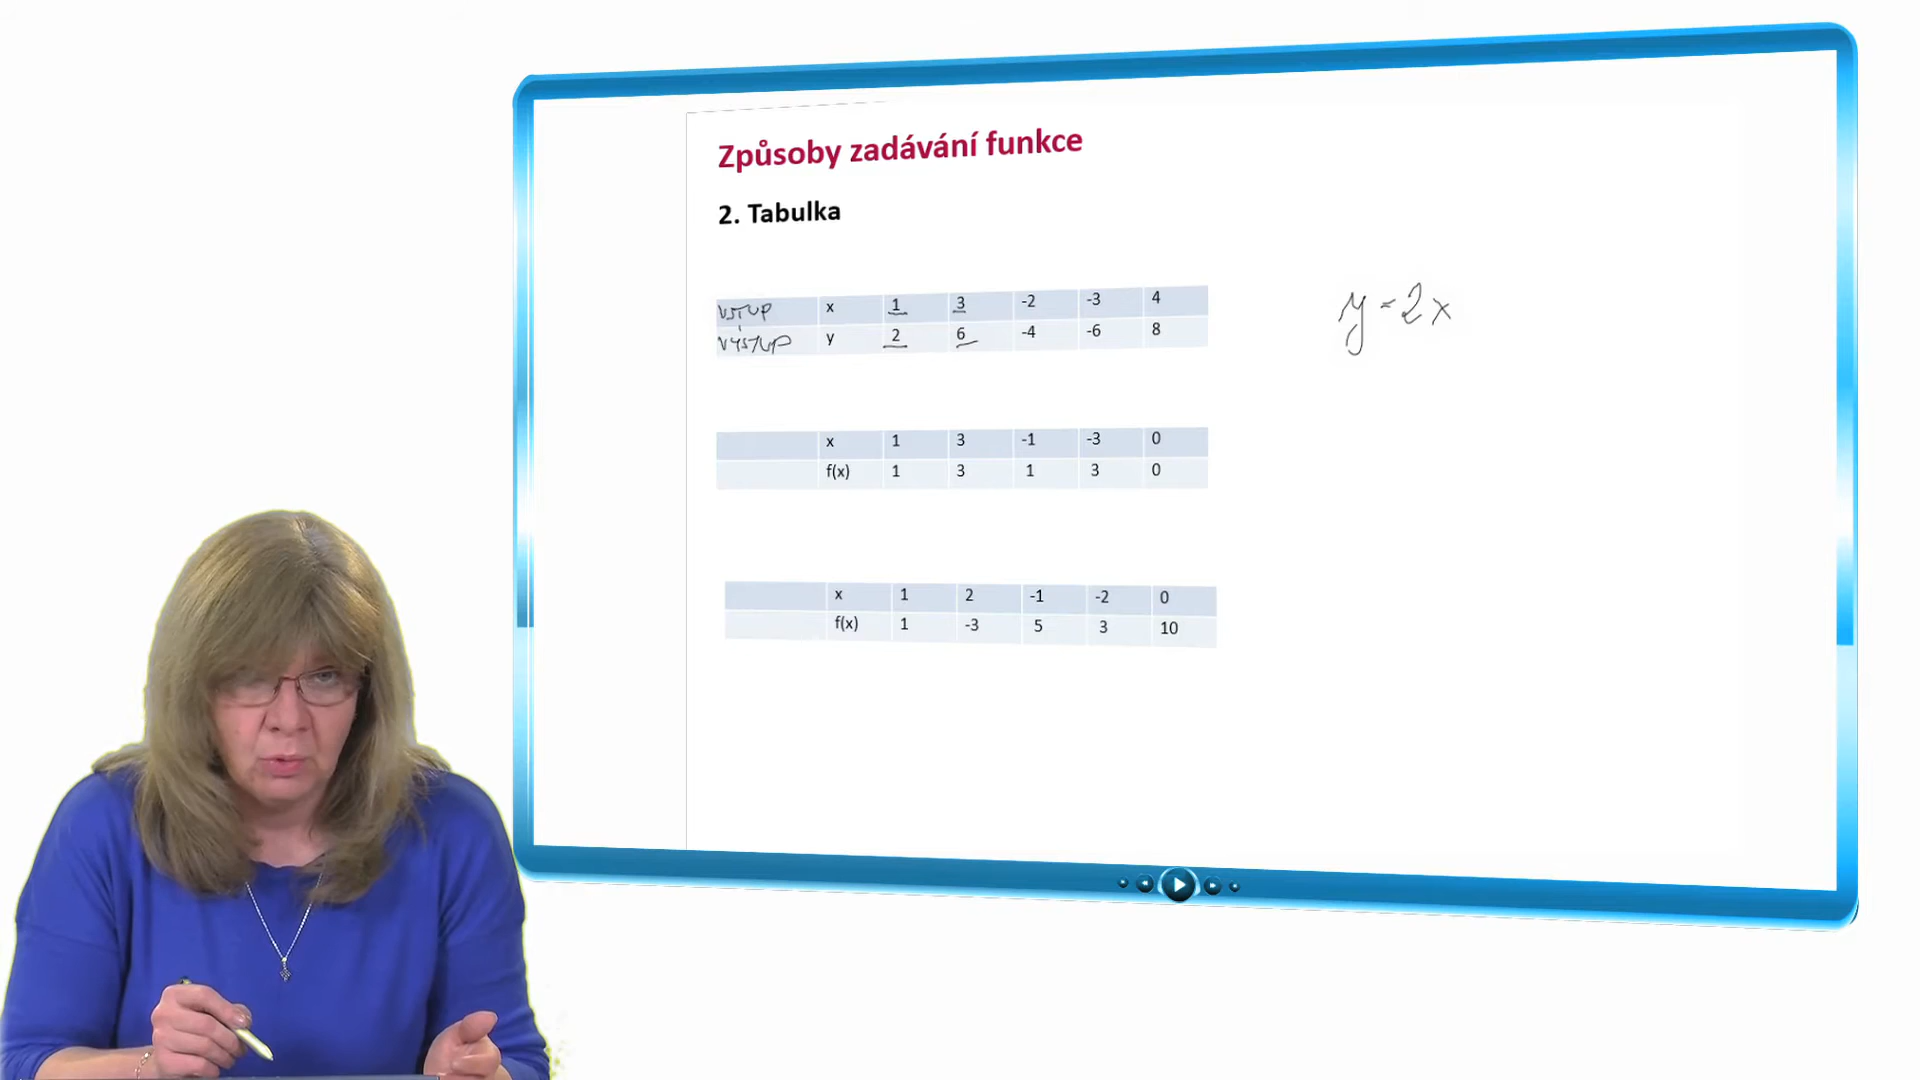 Způsoby zadávání funkce
2. Tabulka
VSTUP x 1 3 -2 -3 4
VÝSTUP y 2 6 -4 -6 8
y = 2x
x 1 3 -1 -3 0
f(x) 1 3 1 3 0
x 1 2 -1 -2 0
f(x) 1 -3 5 3 10